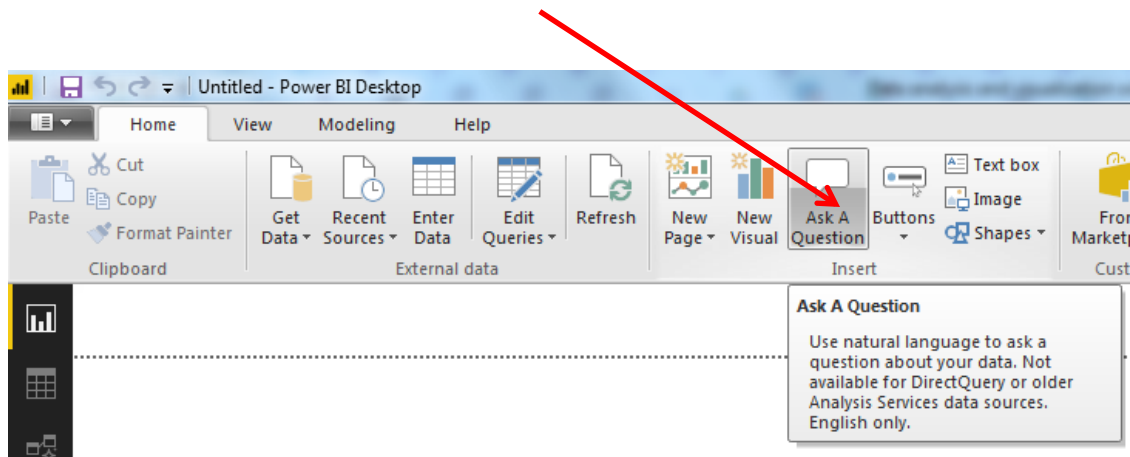 Untitled - Power BI Desktop
Home View Modeling Help
Paste
Cut
Copy
Format Painter
Clipboard
Get Data
Recent Sources
Enter Data
Edit Queries
Refresh
External data
New Page
New Visual
Ask A Question
Buttons
Text box
Image
Shapes
Insert
Ask A Question
Use natural language to ask a
question about your data. Not
available for DirectQuery or older
Analysis Services data sources.
English only.